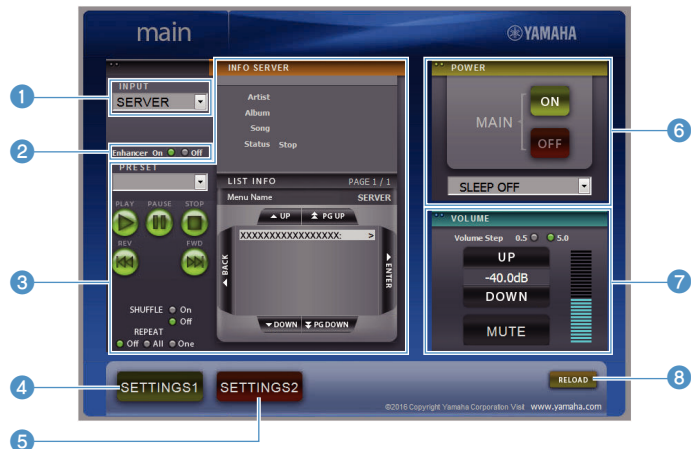 main
YAMAHA
INFO SERVER
POWER
1
INPUT
SERVER
Artist
Album
Song
Status Stop
MAIN
ON
OFF
6
2
Enhancer On Off
SLEEP OFF
PRESET
LIST INFO PAGE 1 / 1
Menu Name SERVER
PLAY PAUSE STOP
UP PG UP
REV FWD
XXXXXXXXXXXXXXXXX: >
BACK
ENTER
DOWN PG DOWN
3
SHUFFLE On
Off
REPEAT
Off All One
VOLUME
Volume Step 0.5 5.0
UP
-40.0dB
DOWN
MUTE
7
4
SETTINGS1
SETTINGS2
RELOAD
8
©2016 Copyright Yamaha Corporation Visit www.yamaha.com
5